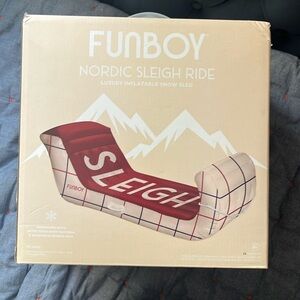 FUNBOY
NORDIC SLEIGH RIDE
LUXURY INFLATABLE SNOW SLED
SLEIGH
FUNBOY